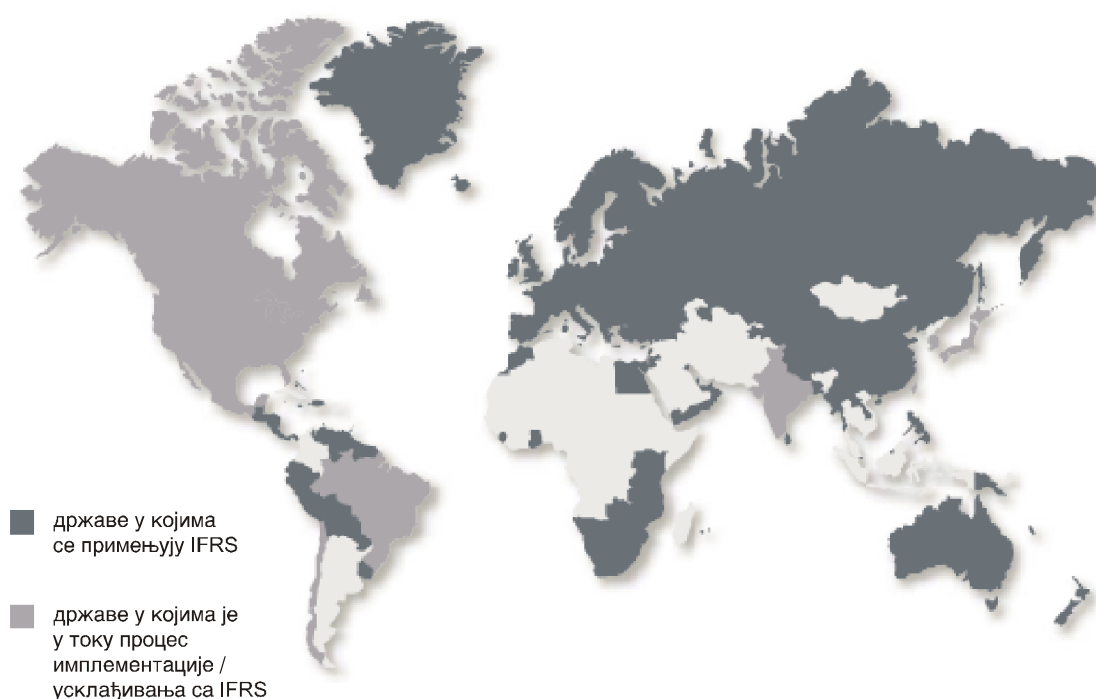 државе у којима
се примењују IFRS
државе у којима је
у току процес
имплементације /
усклађивања са IFRS